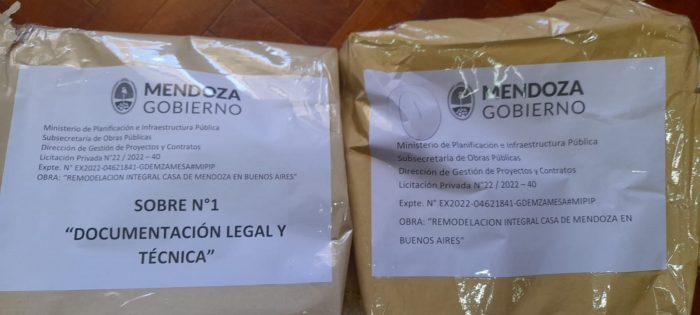 MENDOZA
GOBIERNO
Ministerio de Planificación e Infraestructura Pública
Subsecretaria de Obras Públicas
Dirección de Gestión de Proyectos y Contratos
Licitación Privada N°22 / 2022 – 40
Expte. N° EX2022-04621841-GDEMZAMESA#MIPIP
OBRA: "REMODELACION INTEGRAL CASA DE MENDOZA EN BUENOS AIRES"
SOBRE N°1
"DOCUMENTACIÓN LEGAL Y
TÉCNICA"
MENDOZA
GOBIERNO
Ministerio de Planificación e Infraestructura Pública
Subsecretaria de Obras Públicas
Dirección de Gestión de Proyectos y Contratos
Licitación Privada N°22 / 2022 – 40
Expte. N° EX2022-04621841-GDEMZAMESA#MIPIP
OBRA: "REMODELACION INTEGRAL CASA DE MENDOZA EN
BUENOS AIRES"